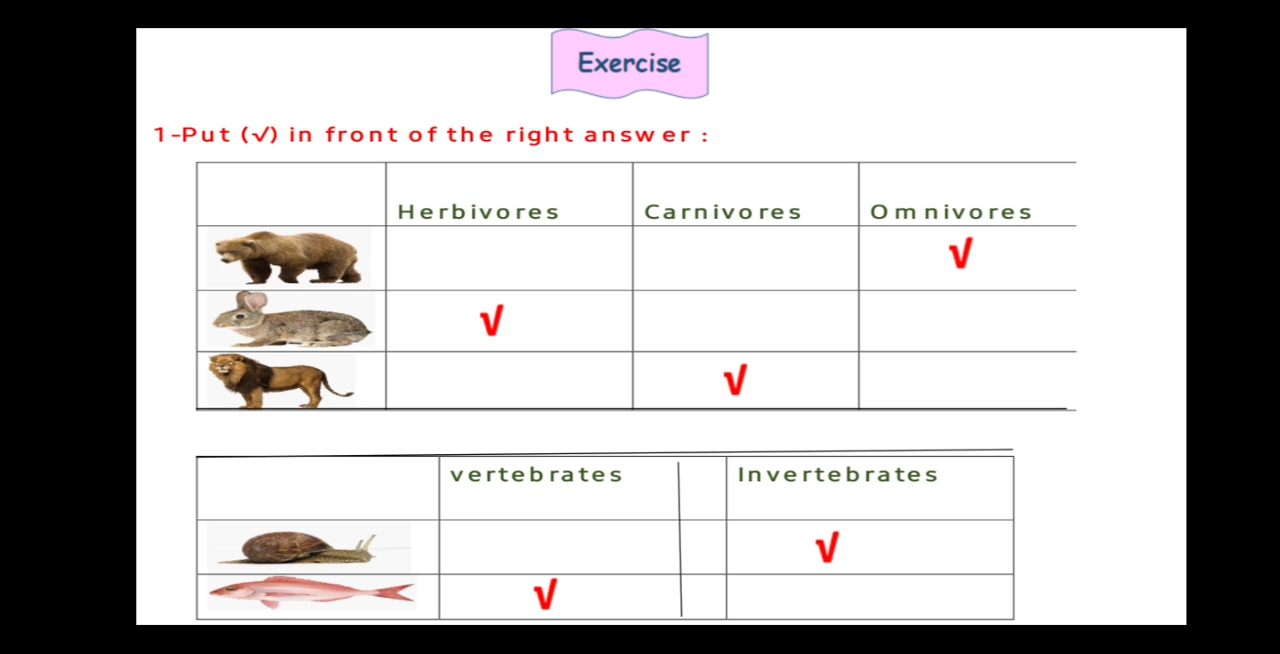 Exercise
1-Put (√) in front of the right answer :
Herbivores Carnivores Omnivores
√
√
√
vertebrates Invertebrates
√
√